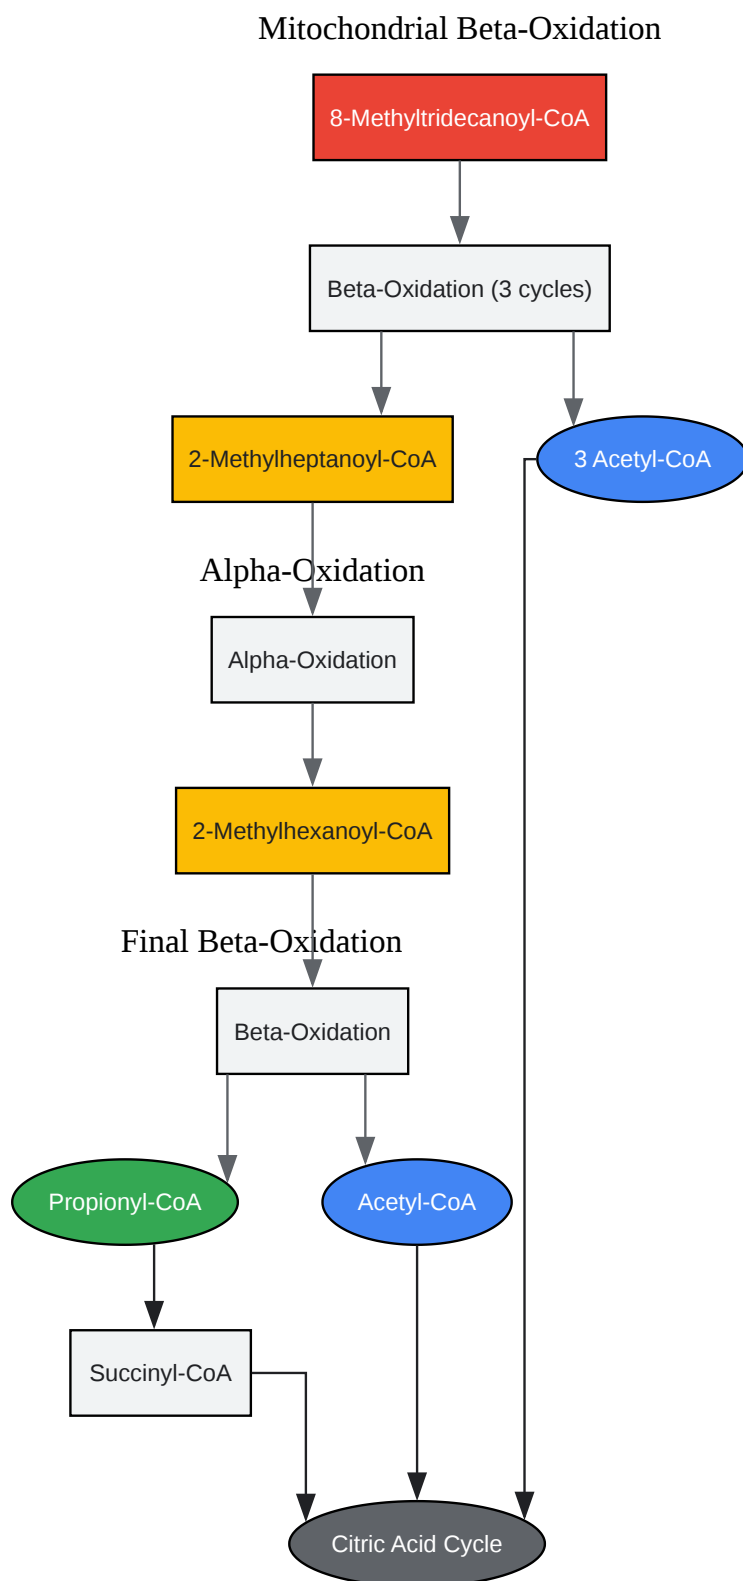 Mitochondrial Beta-Oxidation
8-Methyltridecanoyl-CoA
Beta-Oxidation (3 cycles)
2-Methylheptanoyl-CoA
3 Acetyl-CoA
Alpha-Oxidation
Alpha-Oxidation
2-Methylhexanoyl-CoA
Final Beta-Oxidation
Beta-Oxidation
Propionyl-CoA
Acetyl-CoA
Succinyl-CoA
Citric Acid Cycle